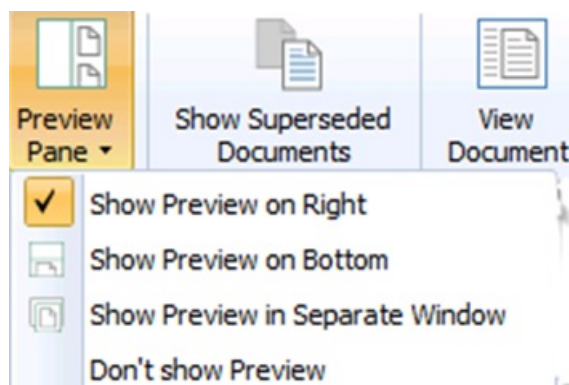 Preview
Pane
Show Superseded
Documents
View
Document
Show Preview on Right
Show Preview on Bottom
Show Preview in Separate Window
Don't show Preview